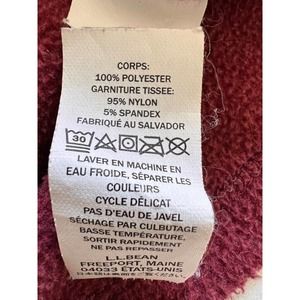 CORPS:
100% POLYESTER
GARNITURE TISSEE:
95% NYLON
5% SPANDEX
FABRIQUÉ AU SALVADOR
30
LAVER EN MACHINE EN
EAU FROIDE, SÉPARER LES
COULEURS
CYCLE DÉLICAT
PAS D'EAU DE JAVEL
SÉCHAGE PAR CULBUTAGE
BASSE TEMPÉRATURE,
SORTIR RAPIDEMENT
NE PAS REPASSER
L.L.BEAN
FREEPORT, MAINE
04033 ÉTATS-UNIS